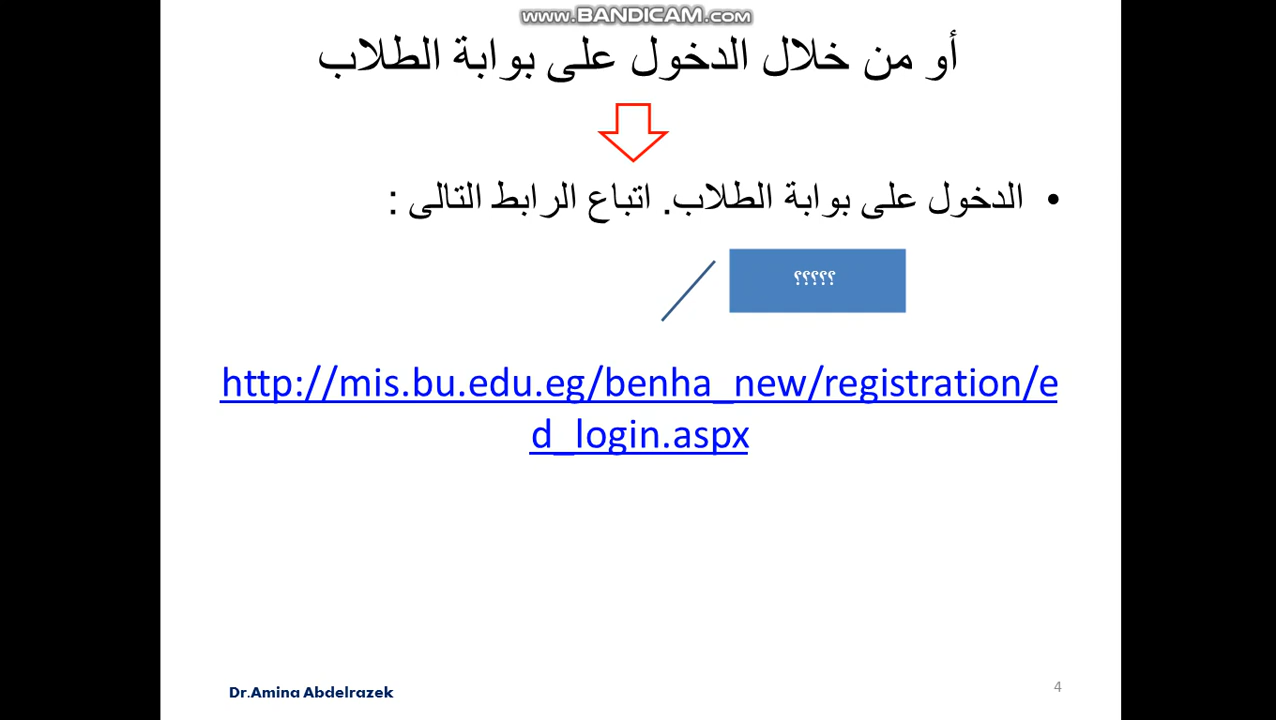 www.BANDICAM.com
أو من خلال الدخول على بوابة الطلاب
• الدخول على بوابة الطلاب. اتباع الرابط التالى :
؟؟؟؟؟
http://mis.bu.edu.eg/benha_new/registration/e
d_login.aspx
Dr.Amina Abdelrazek
4